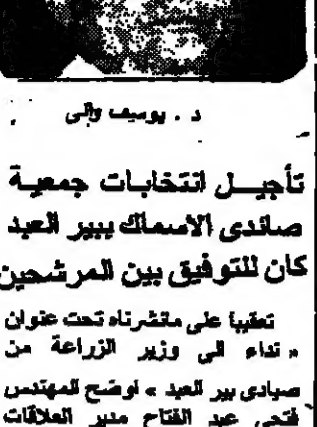 د . يوسف والى
تأجيل انتخابات جمعية
صائدى الاسماك ببير العبد
كان للتوفيق بين المرشحين
تعقيبا على مانشرناه تحت عنوان
« نداء الى وزير الزراعة من
صيادى بير العبد » اوضح المهندس
فتحى عبد الفتاح مدير العلاقات